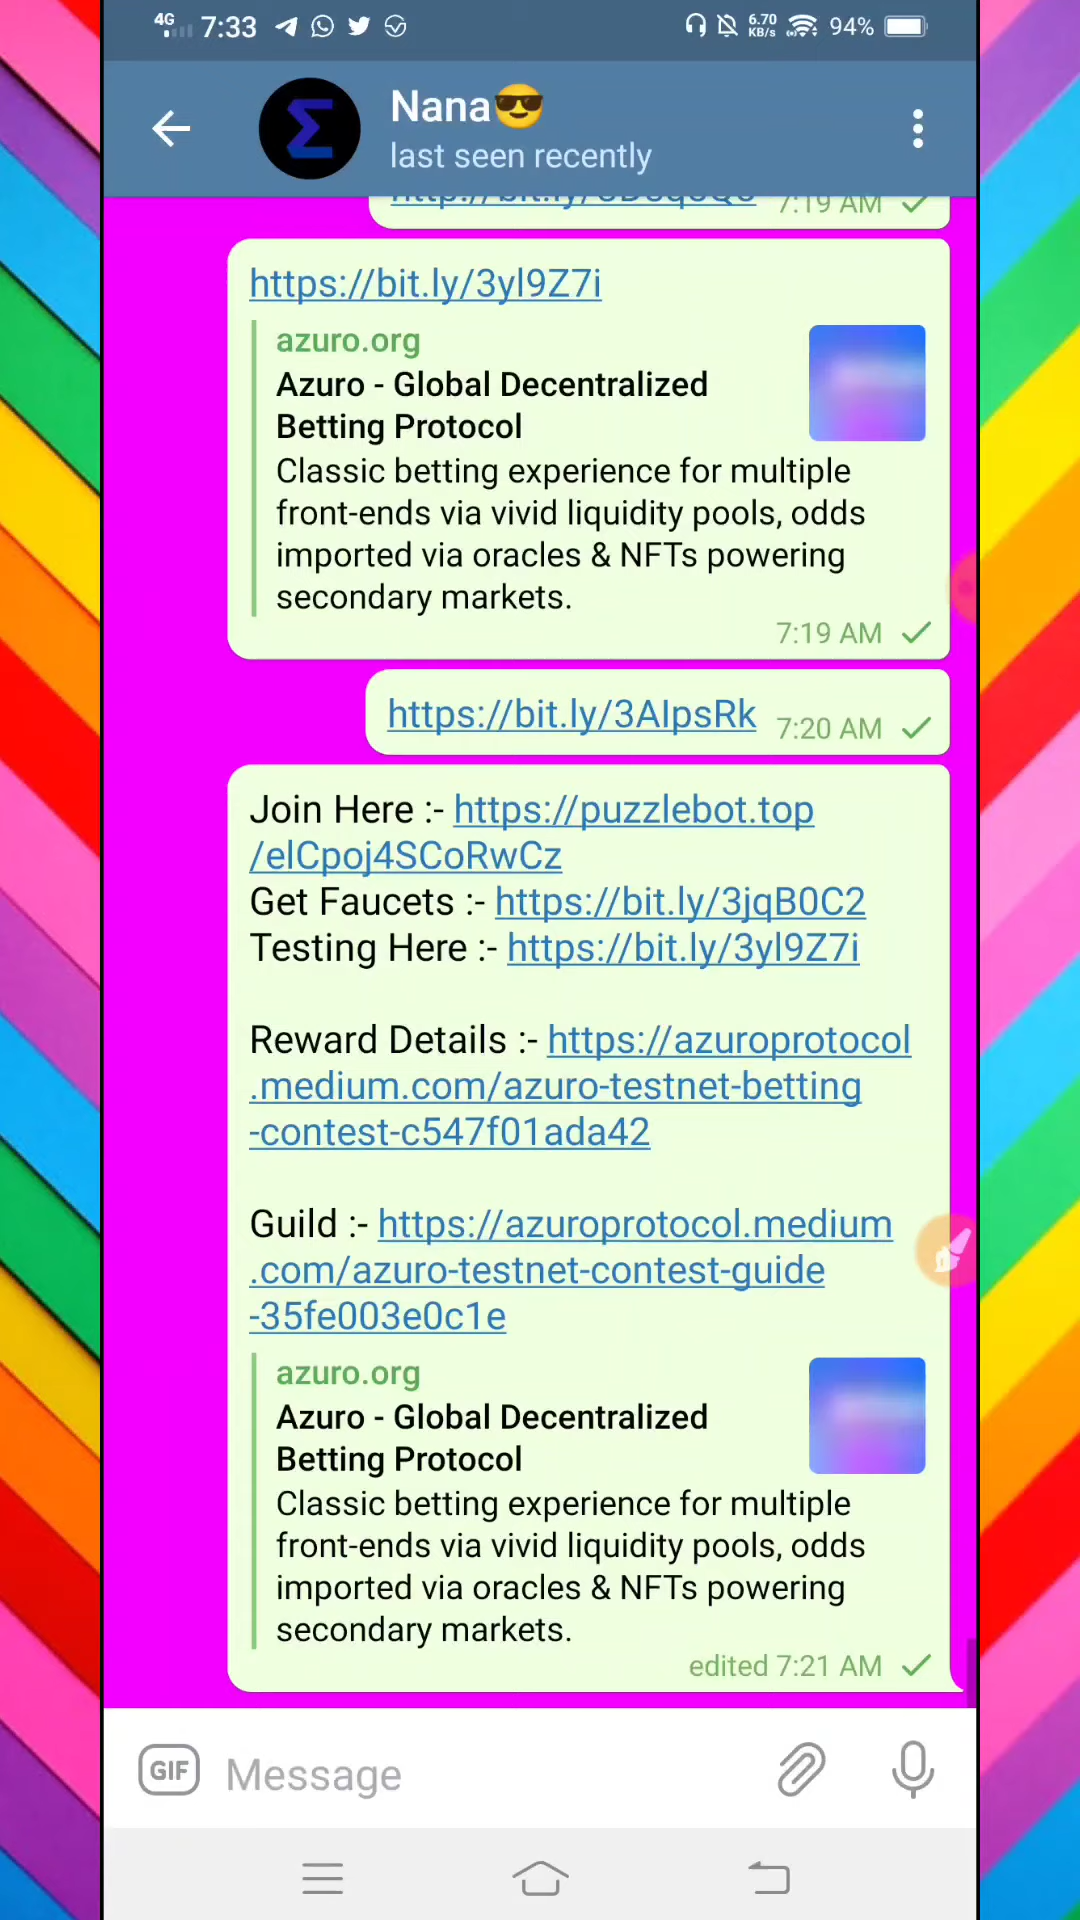 4G 7:33 6.70 KB/s 94%
Nana😎
last seen recently
7:19 AM
https://bit.ly/3yl9Z7i
azuro.org
Azuro - Global Decentralized
Betting Protocol
Classic betting experience for multiple
front-ends via vivid liquidity pools, odds
imported via oracles & NFTs powering
secondary markets.
7:19 AM
https://bit.ly/3AIpsRk 7:20 AM
Join Here :- https://puzzlebot.top
/elCpoj4SCoRwCz
Get Faucets :- https://bit.ly/3jqB0C2
Testing Here :- https://bit.ly/3yl9Z7i
Reward Details :- https://azuroprotocol
.medium.com/azuro-testnet-betting
-contest-c547f01ada42
Guild :- https://azuroprotocol.medium
.com/azuro-testnet-contest-guide
-35fe003e0c1e
azuro.org
Azuro - Global Decentralized
Betting Protocol
Classic betting experience for multiple
front-ends via vivid liquidity pools, odds
imported via oracles & NFTs powering
secondary markets.
edited 7:21 AM
GIF Message